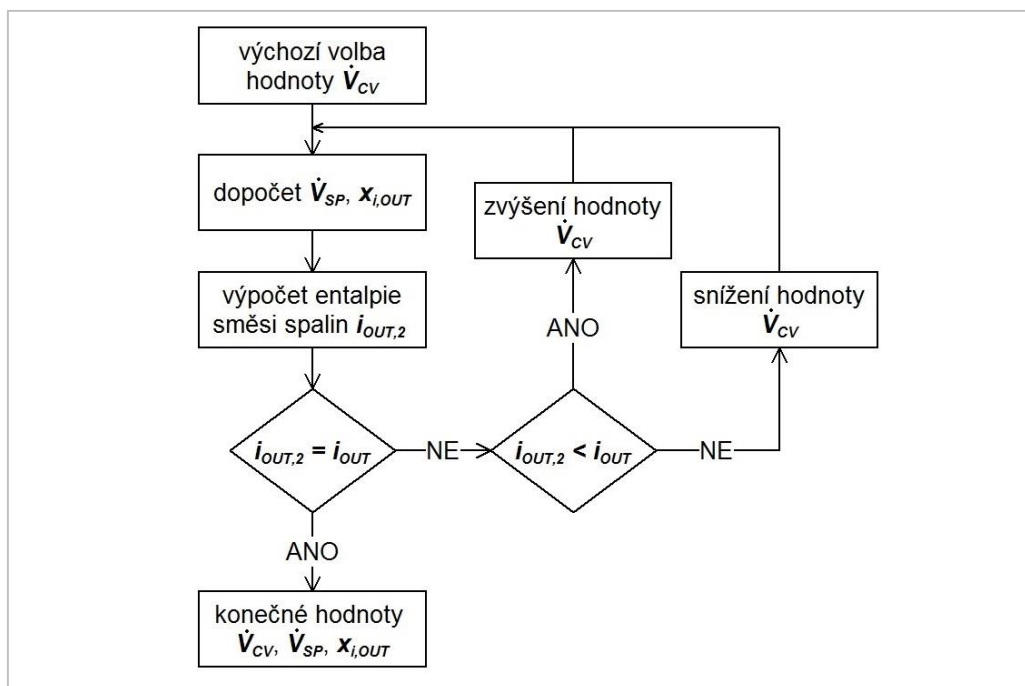 výchozí volba
hodnoty V̇CV
dopočet V̇SP, xi,OUT
zvýšení hodnoty
V̇CV
výpočet entalpie
směsi spalin iOUT,2
snížení hodnoty
V̇CV
ANO
iOUT,2 = iOUT
NE
iOUT,2 < iOUT
NE
ANO
konečné hodnoty
V̇CV, V̇SP, xi,OUT